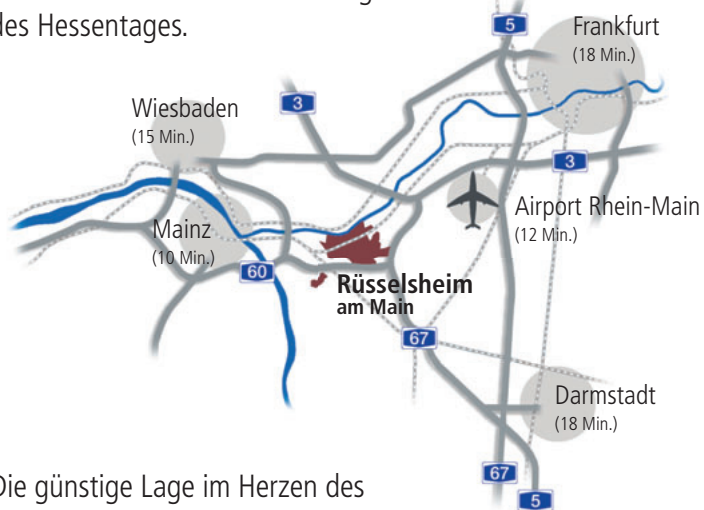 des Hessentages.
5
Frankfurt
(18 Min.)
3
Wiesbaden
(15 Min.)
3
Airport Rhein-Main
(12 Min.)
Mainz
(10 Min.)
60
Rüsselsheim
am Main
67
Darmstadt
(18 Min.)
67
5
Die günstige Lage im Herzen des